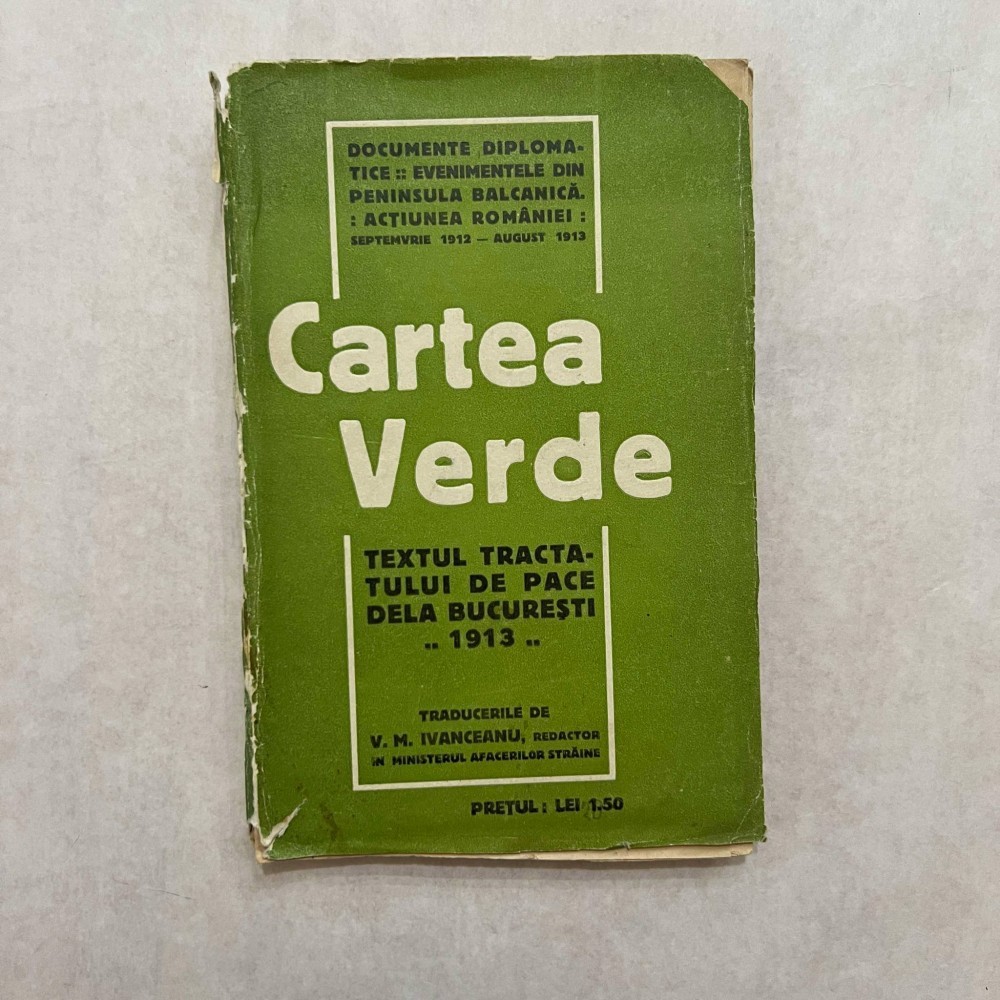 DOCUMENTE DIPLOMA-
TICE :: EVENIMENTELE DIN
PENINSULA BALCANICĂ.
: ACȚIUNEA ROMÂNIEI :
SEPTEMVRIE 1912 — AUGUST 1913
Cartea
Verde
TEXTUL TRACTA-
TULUI DE PACE
DELA BUCUREȘTI
.. 1913 ..
TRADUCERILE DE
V. M. IVANCEANU, REDACTOR
IN MINISTERUL AFACERILOR STRĂINE
PREȚUL: LEI 1.50